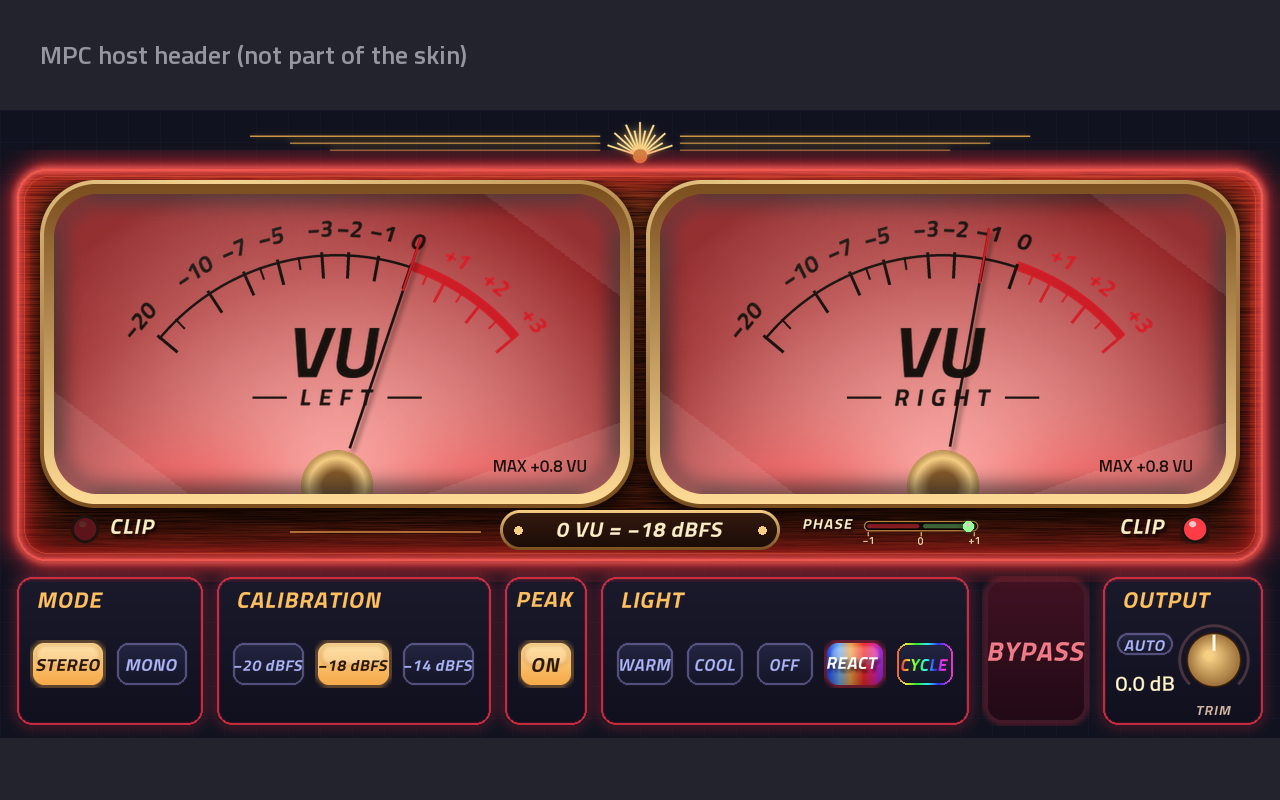 MPC host header (not part of the skin)
−20 −10 −7 −5 −3 −2 −1 0 +1 +2 +3
VU
LEFT
MAX +0.8 VU
−20 −10 −7 −5 −3 −2 −1 0 +1 +2 +3
VU
RIGHT
MAX +0.8 VU
CLIP
0 VU = −18 dBFS
PHASE
−1 0 +1
CLIP
MODE
STEREO MONO
CALIBRATION
−20 dBFS −18 dBFS −14 dBFS
PEAK
ON
LIGHT
WARM COOL OFF REACT CYCLE
BYPASS
OUTPUT
AUTO
0.0 dB
TRIM